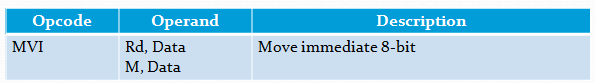 Opcode Operand Description
MVI Rd, Data Move immediate 8-bit
M, Data